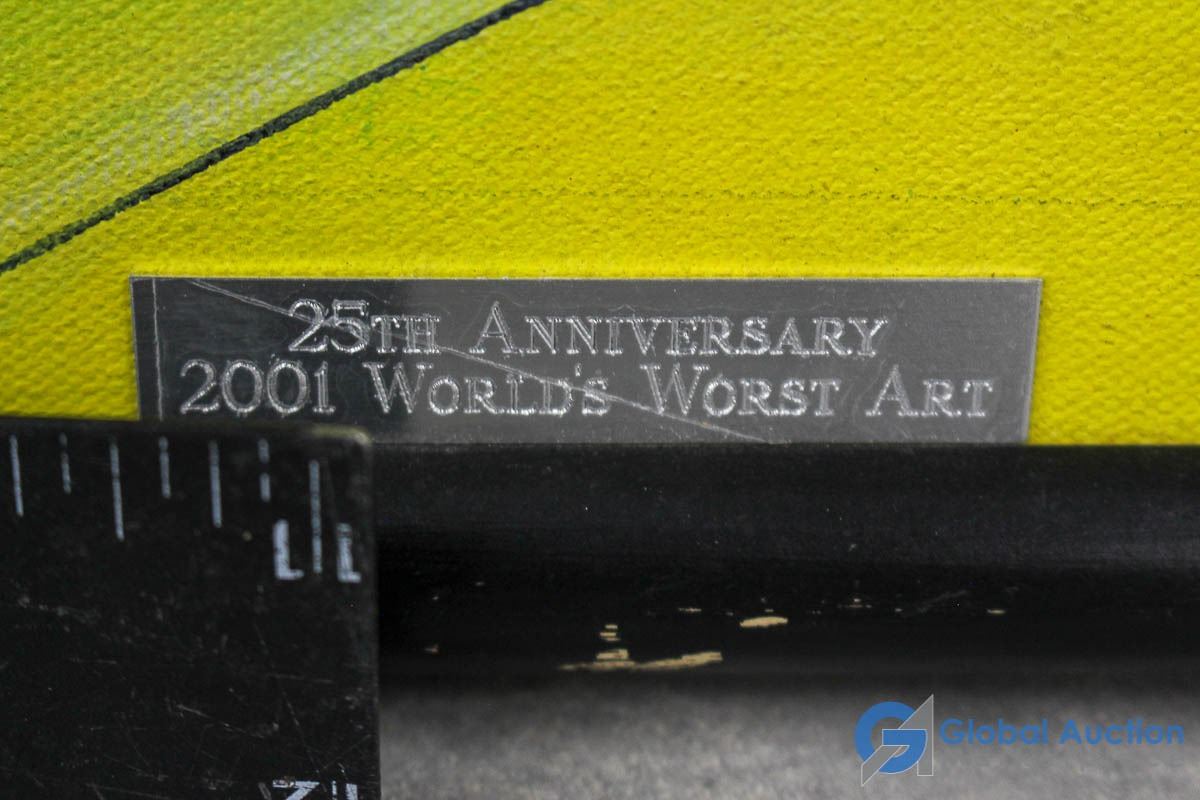 25TH ANNIVERSARY
2001 WORLD'S WORST ART
Global Auction